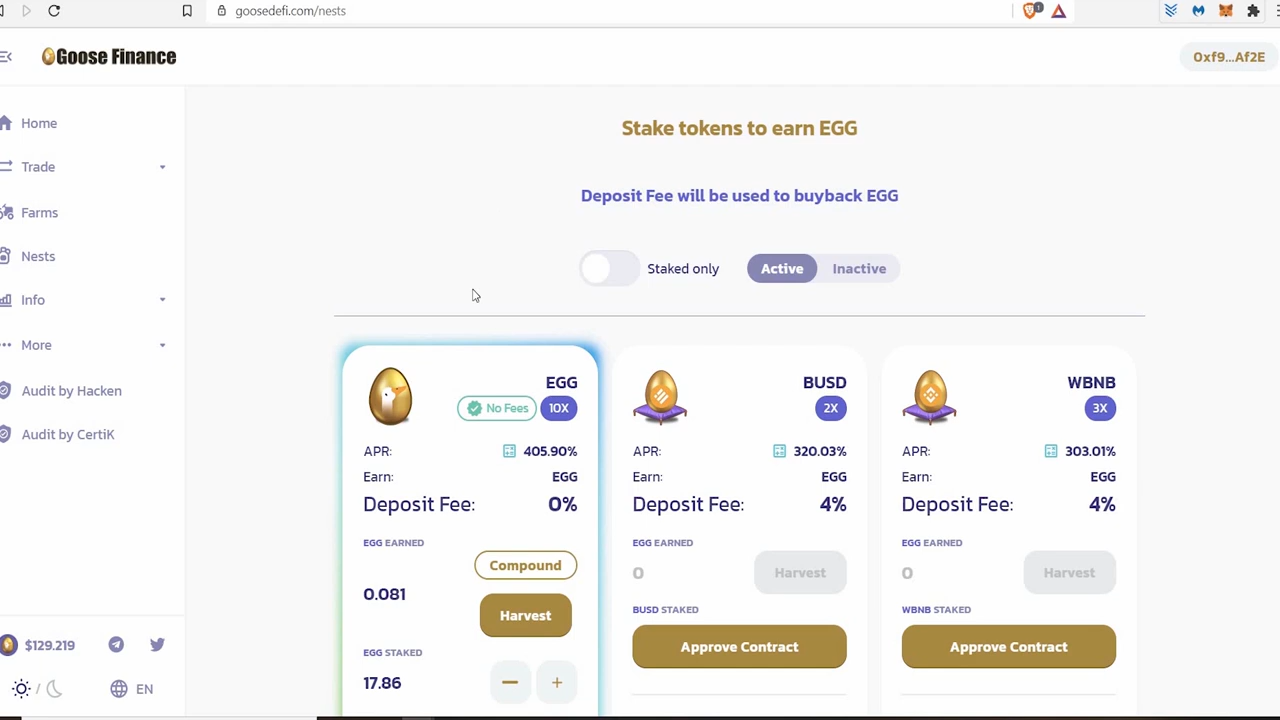 goosedefi.com/nests
1
Goose Finance
0xf9...Af2E
Home
Trade
Farms
Nests
Info
More
Audit by Hacken
Audit by CertiK
$129.219
/
EN
Stake tokens to earn EGG
Deposit Fee will be used to buyback EGG
Staked only
Active
Inactive
EGG
No Fees 10X
APR: 405.90%
Earn: EGG
Deposit Fee: 0%
EGG EARNED
Compound
0.081
Harvest
EGG STAKED
17.86 − +
BUSD
2X
APR: 320.03%
Earn: EGG
Deposit Fee: 4%
EGG EARNED
0 Harvest
BUSD STAKED
Approve Contract
WBNB
3X
APR: 303.01%
Earn: EGG
Deposit Fee: 4%
EGG EARNED
0 Harvest
WBNB STAKED
Approve Contract